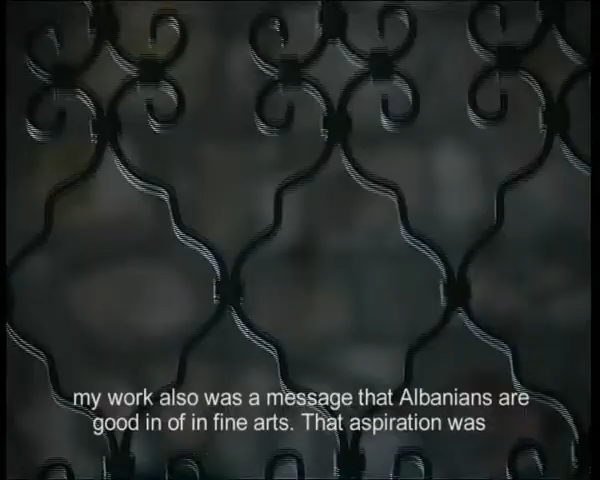 my work also was a message that Albanians are
good in of in fine arts. That aspiration was